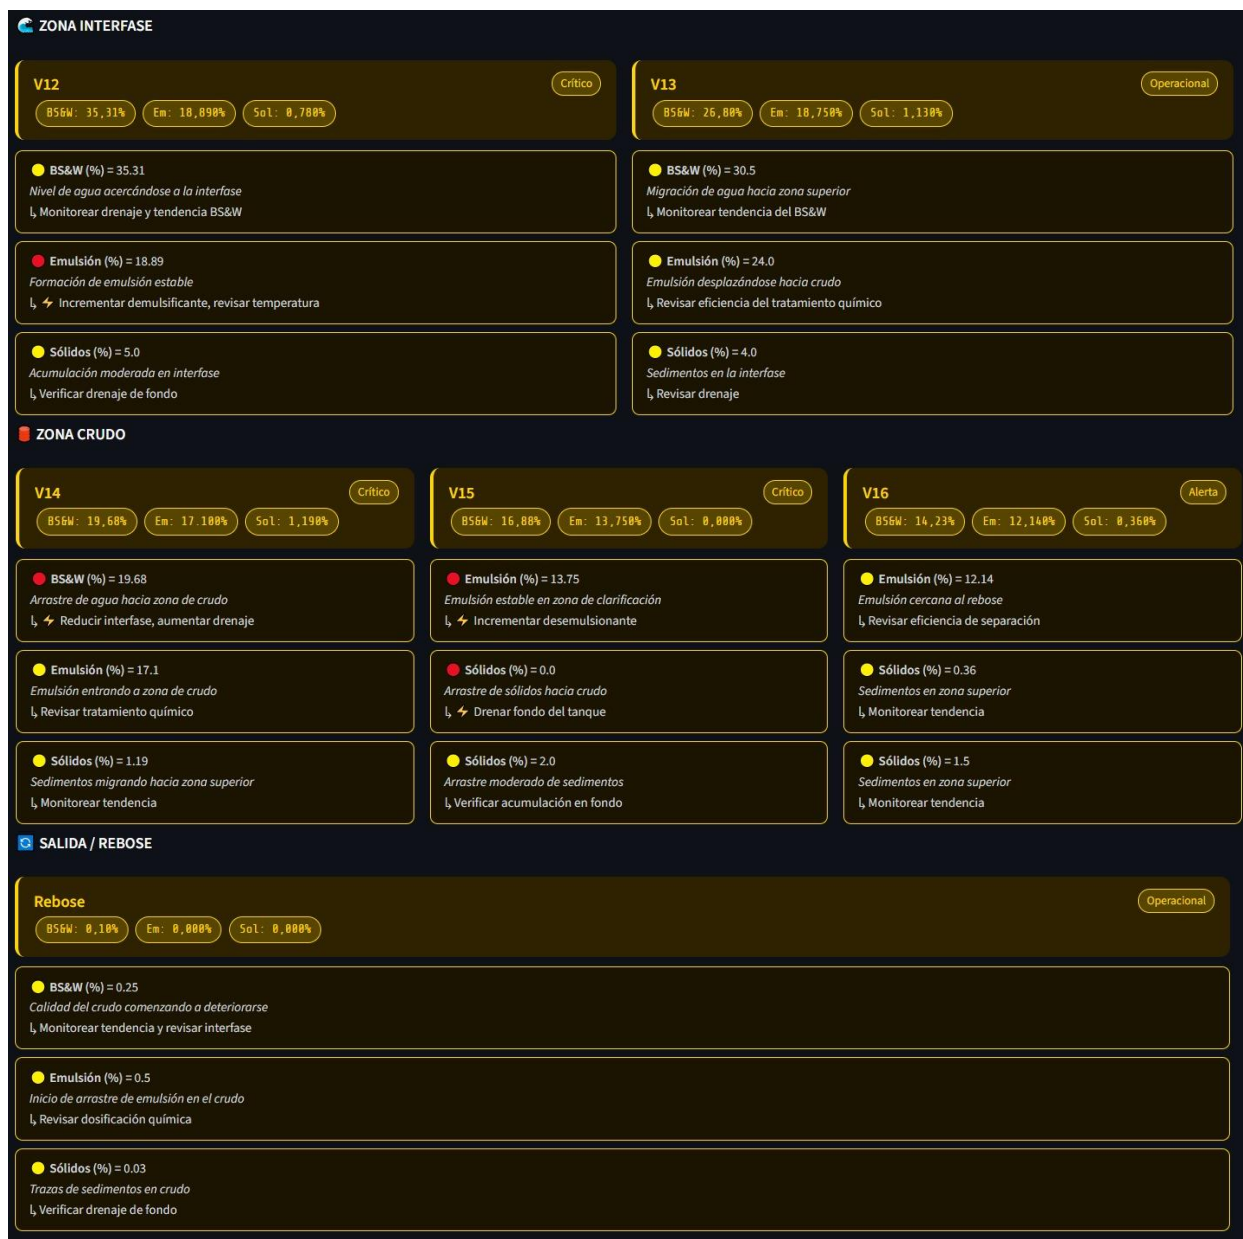 ZONA INTERFASE
V12
Crítico
BS&W: 35,31%
Em: 18,890%
Sol: 0,780%
BS&W (%) = 35.31
Nivel de agua acercándose a la interfase
↳ Monitorear drenaje y tendencia BS&W
Emulsión (%) = 18.89
Formación de emulsión estable
↳ ⚡ Incrementar demulsificante, revisar temperatura
Sólidos (%) = 5.0
Acumulación moderada en interfase
↳ Verificar drenaje de fondo
V13
Operacional
BS&W: 26,80%
Em: 18,750%
Sol: 1,130%
BS&W (%) = 30.5
Migración de agua hacia zona superior
↳ Monitorear tendencia del BS&W
Emulsión (%) = 24.0
Emulsión desplazándose hacia crudo
↳ Revisar eficiencia del tratamiento químico
Sólidos (%) = 4.0
Sedimentos en la interfase
↳ Revisar drenaje
ZONA CRUDO
V14
Crítico
BS&W: 19,68%
Em: 17.100%
Sol: 1,190%
BS&W (%) = 19.68
Arrastre de agua hacia zona de crudo
↳ ⚡ Reducir interfase, aumentar drenaje
Emulsión (%) = 17.1
Emulsión entrando a zona de crudo
↳ Revisar tratamiento químico
Sólidos (%) = 1.19
Sedimentos migrando hacia zona superior
↳ Monitorear tendencia
V15
Crítico
BS&W: 16,88%
Em: 13,750%
Sol: 0,000%
Emulsión (%) = 13.75
Emulsión estable en zona de clarificación
↳ ⚡ Incrementar desemulsionante
Sólidos (%) = 0.0
Arrastre de sólidos hacia crudo
↳ ⚡ Drenar fondo del tanque
Sólidos (%) = 2.0
Arrastre moderado de sedimentos
↳ Verificar acumulación en fondo
V16
Alerta
BS&W: 14,23%
Em: 12,140%
Sol: 0,360%
Emulsión (%) = 12.14
Emulsión cercana al rebose
↳ Revisar eficiencia de separación
Sólidos (%) = 0.36
Sedimentos en zona superior
↳ Monitorear tendencia
Sólidos (%) = 1.5
Sedimentos en zona superior
↳ Monitorear tendencia
SALIDA / REBOSE
Rebose
Operacional
BS&W: 0,10%
Em: 0,000%
Sol: 0,000%
BS&W (%) = 0.25
Calidad del crudo comenzando a deteriorarse
↳ Monitorear tendencia y revisar interfase
Emulsión (%) = 0.5
Inicio de arrastre de emulsión en el crudo
↳ Revisar dosificación química
Sólidos (%) = 0.03
Trazas de sedimentos en crudo
↳ Verificar drenaje de fondo